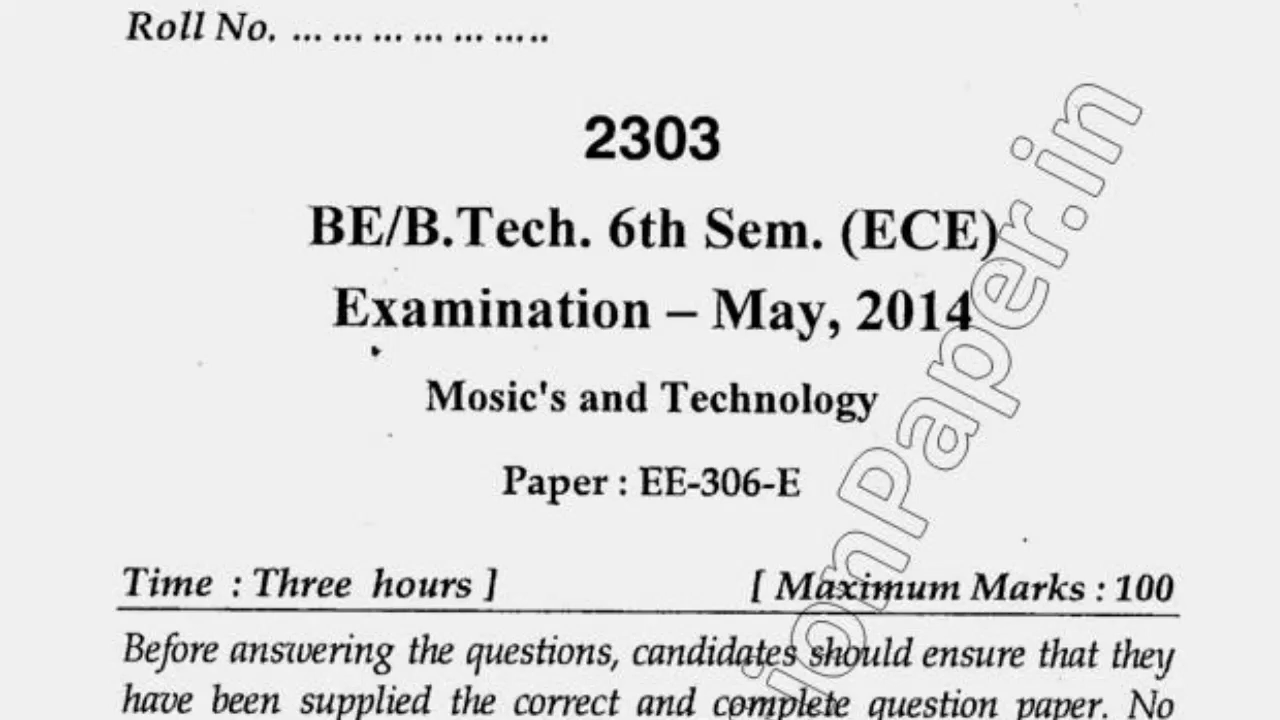 Roll No. ... ... ... ... ... .....
2303
BE/B.Tech. 6th Sem. (ECE)
Examination – May, 2014
Mosic's and Technology
Paper : EE-306-E
Time : Three hours ]
[ Maximum Marks : 100
Before answering the questions, candidates should ensure that they
have been supplied the correct and complete question paper. No
ionPaper.in